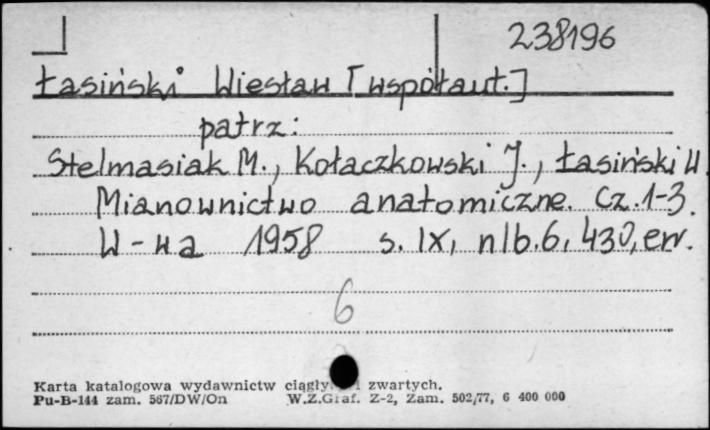 238196
Łasiński Wiesław [współaut.]
patrz:
Stelmasiak M., Kołaczkowski J., Łasiński W.
Mianownictwo anatomiczne. Cz. 1-3.
W-wa 1958 s. IX, nlb. 6, 430, err.
6
Karta katalogowa wydawnictw ciągły i zwartych.
Pu-B-144 zam. 567/DW/On W.Z.Graf. Z-2, Zam. 502/77, 6 400 000